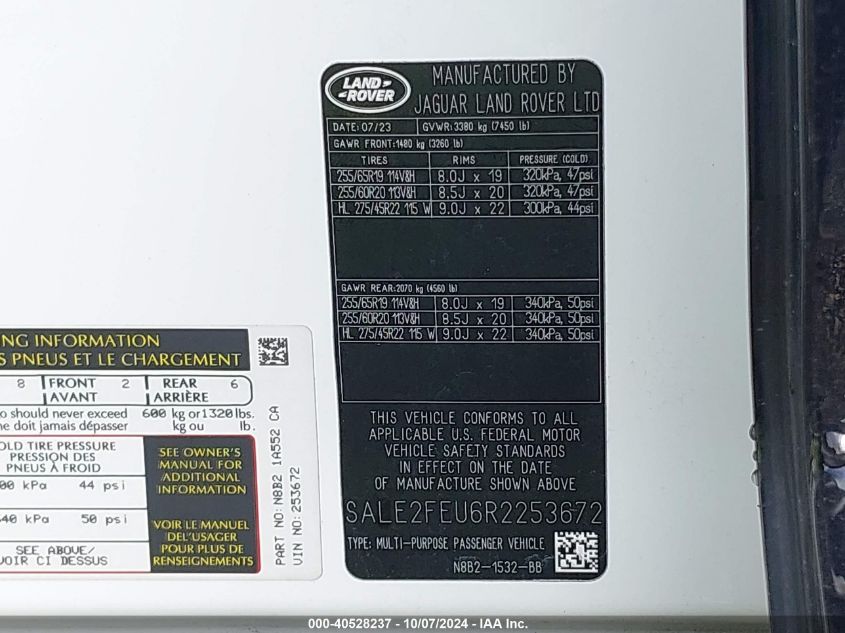 LAND
ROVER
MANUFACTURED BY
JAGUAR LAND ROVER LTD
DATE: 07/23 GVWR: 3380 kg (7450 lb)
GAWR FRONT: 1480 kg (3260 lb)
TIRES RIMS PRESSURE (COLD)
255/65R19 114V&H 8.0J x 19 320kPa, 47psi
255/60R20 113V&H 8.5J x 20 320kPa, 47psi
HL 275/45R22 115 W 9.0J x 22 300kPa, 44psi
GAWR REAR: 2070 kg (4560 lb)
255/65R19 114V&H 8.0J x 19 340kPa, 50psi
255/60R20 113V&H 8.5J x 20 340kPa, 50psi
HL 275/45R22 115 W 9.0J x 22 340kPa, 50psi
THIS VEHICLE CONFORMS TO ALL
APPLICABLE U.S. FEDERAL MOTOR
VEHICLE SAFETY STANDARDS
IN EFFECT ON THE DATE
OF MANUFACTURE SHOWN ABOVE
SALE2FEU6R2253672
TYPE: MULTI-PURPOSE PASSENGER VEHICLE
N8B2-1532-BB
NG INFORMATION
S PNEUS ET LE CHARGEMENT
8 FRONT 2 REAR 6
AVANT ARRIÈRE
o should never exceed 600 kg or 1320 lbs.
ne doit jamais dépasser kg ou lb.
OLD TIRE PRESSURE
PRESSION DES
PNEUS À FROID
00 kPa 44 psi
40 kPa 50 psi
SEE ABOVE/
VOIR CI DESSUS
SEE OWNER'S
MANUAL FOR
ADDITIONAL
INFORMATION
VOIR LE MANUEL
DE L'USAGER
POUR PLUS DE
RENSEIGNEMENTS
PART NO: N8B2 1A552 CA
VIN NO: 253672
000-40528237 - 10/07/2024 - IAA Inc.